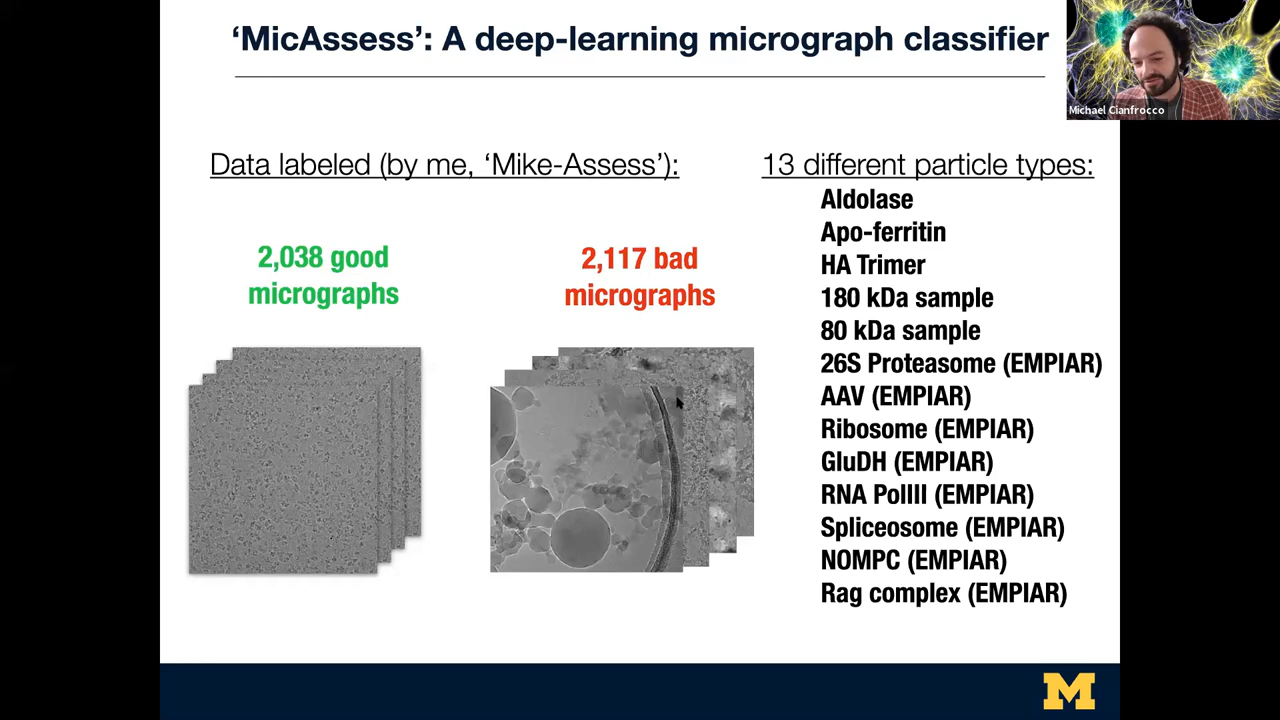 ‘MicAssess’: A deep-learning micrograph classifier
Michael Cianfrocco
Data labeled (by me, ‘Mike-Assess’):
2,038 good
micrographs
2,117 bad
micrographs
13 different particle types:
Aldolase
Apo-ferritin
HA Trimer
180 kDa sample
80 kDa sample
26S Proteasome (EMPIAR)
AAV (EMPIAR)
Ribosome (EMPIAR)
GluDH (EMPIAR)
RNA PolIII (EMPIAR)
Spliceosome (EMPIAR)
NOMPC (EMPIAR)
Rag complex (EMPIAR)
M